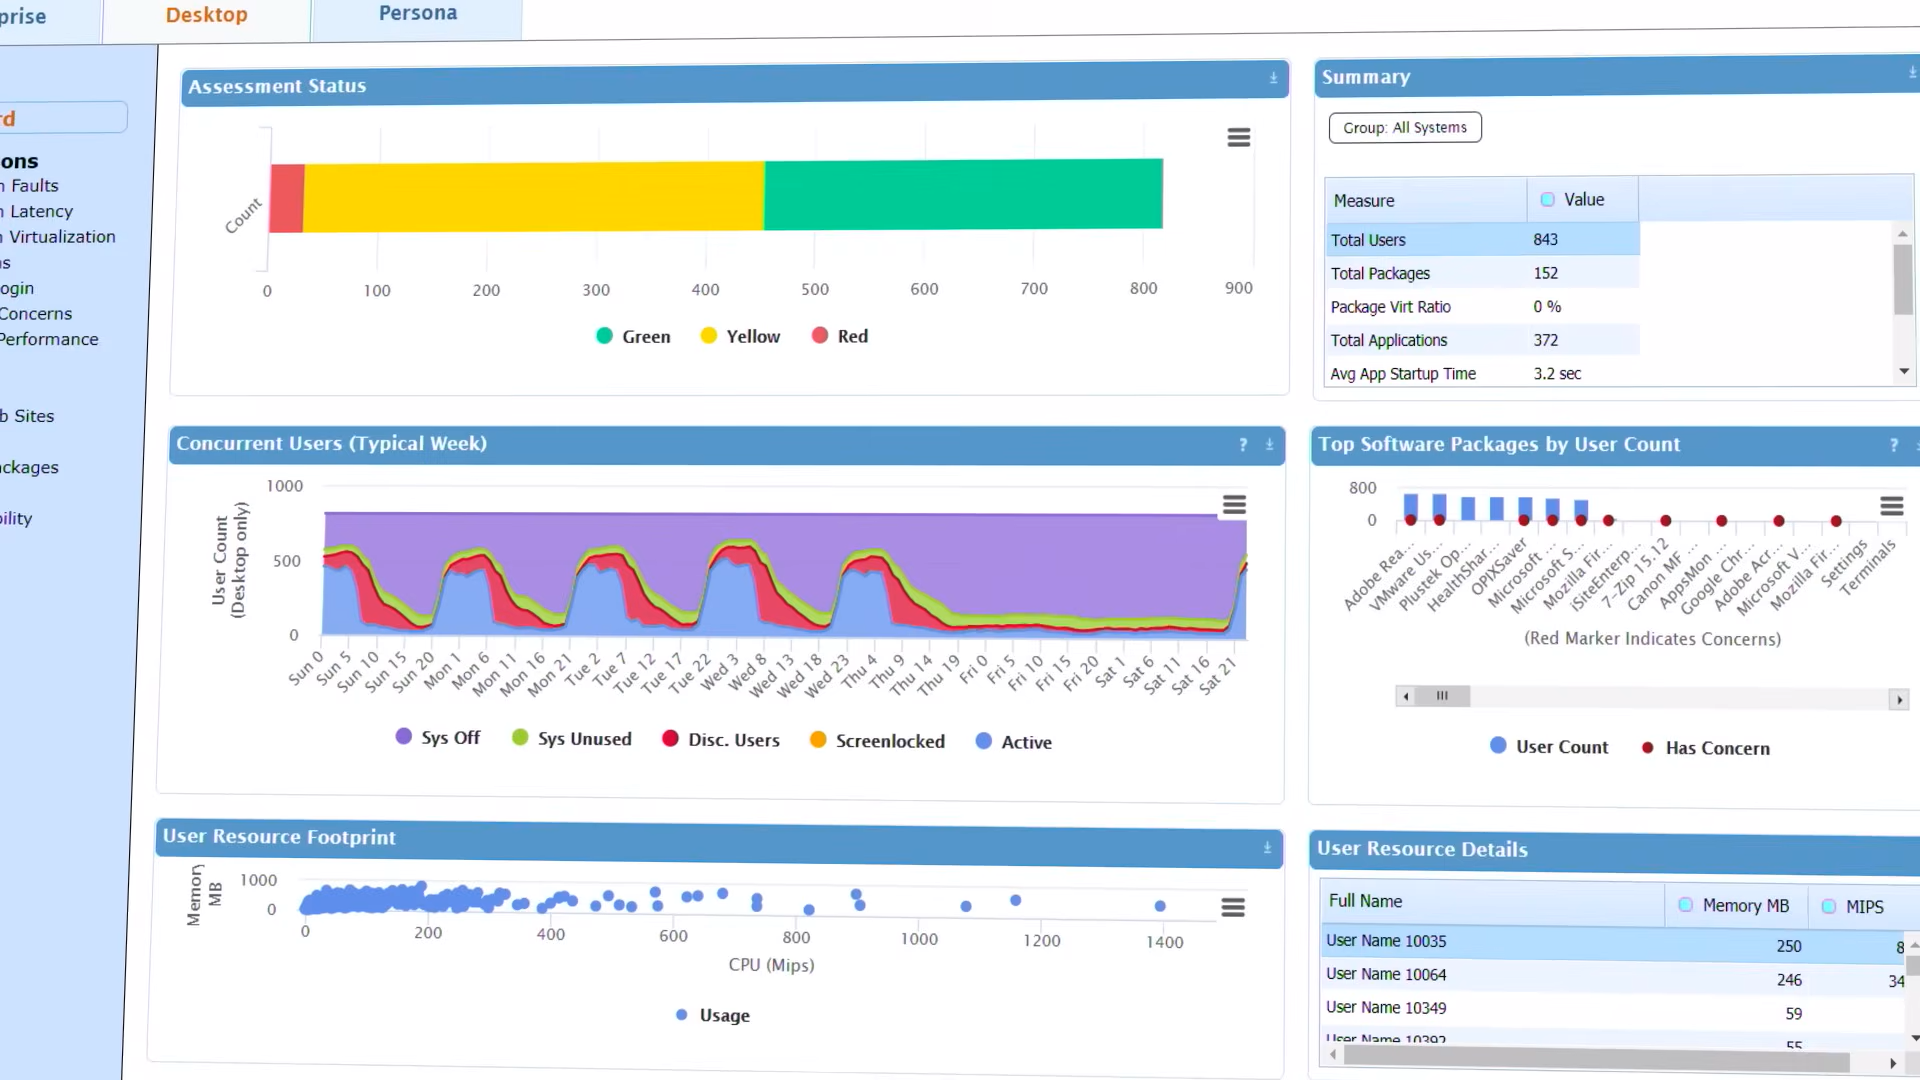 prise
Desktop
Persona
rd
ons
n Faults
n Latency
n Virtualization
ns
ogin
Concerns
Performance
b Sites
ackages
bility
Assessment Status
Count
0 100 200 300 400 500 600 700 800 900
Green Yellow Red
Summary
Group: All Systems
Measure Value
Total Users 843
Total Packages 152
Package Virt Ratio 0 %
Total Applications 372
Avg App Startup Time 3.2 sec
Concurrent Users (Typical Week) ?
User Count
(Desktop only)
1000
500
0
Sun 0 Sun 5 Sun 10 Sun 15 Sun 20 Mon 1 Mon 6 Mon 11 Mon 16 Mon 21 Tue 2 Tue 7 Tue 12 Tue 17 Tue 22 Wed 3 Wed 8 Wed 13 Wed 18 Wed 23 Thu 4 Thu 9 Thu 14 Thu 19 Fri 0 Fri 5 Fri 10 Fri 15 Fri 20 Sat 1 Sat 6 Sat 11 Sat 16 Sat 21
Sys Off Sys Unused Disc. Users Screenlocked Active
Top Software Packages by User Count ?
800
0
Adobe Rea... VMware Us... Plustek Op... HealthShar... OPIXSaver Microsoft ... Microsoft S... Mozilla Fir... iSiteEnterp... 7-Zip 15.12 Canon MF ... AppsMon ... Google Chr... Adobe Acr... Microsoft V... Mozilla Fir... Settings Terminals
(Red Marker Indicates Concerns)
User Count Has Concern
User Resource Footprint
Memory
MB
1000
0
0 200 400 600 800 1000 1200 1400
CPU (Mips)
Usage
User Resource Details
Full Name Memory MB MIPS
User Name 10035 250 8
User Name 10064 246 34
User Name 10349 59
User Name 10392 55